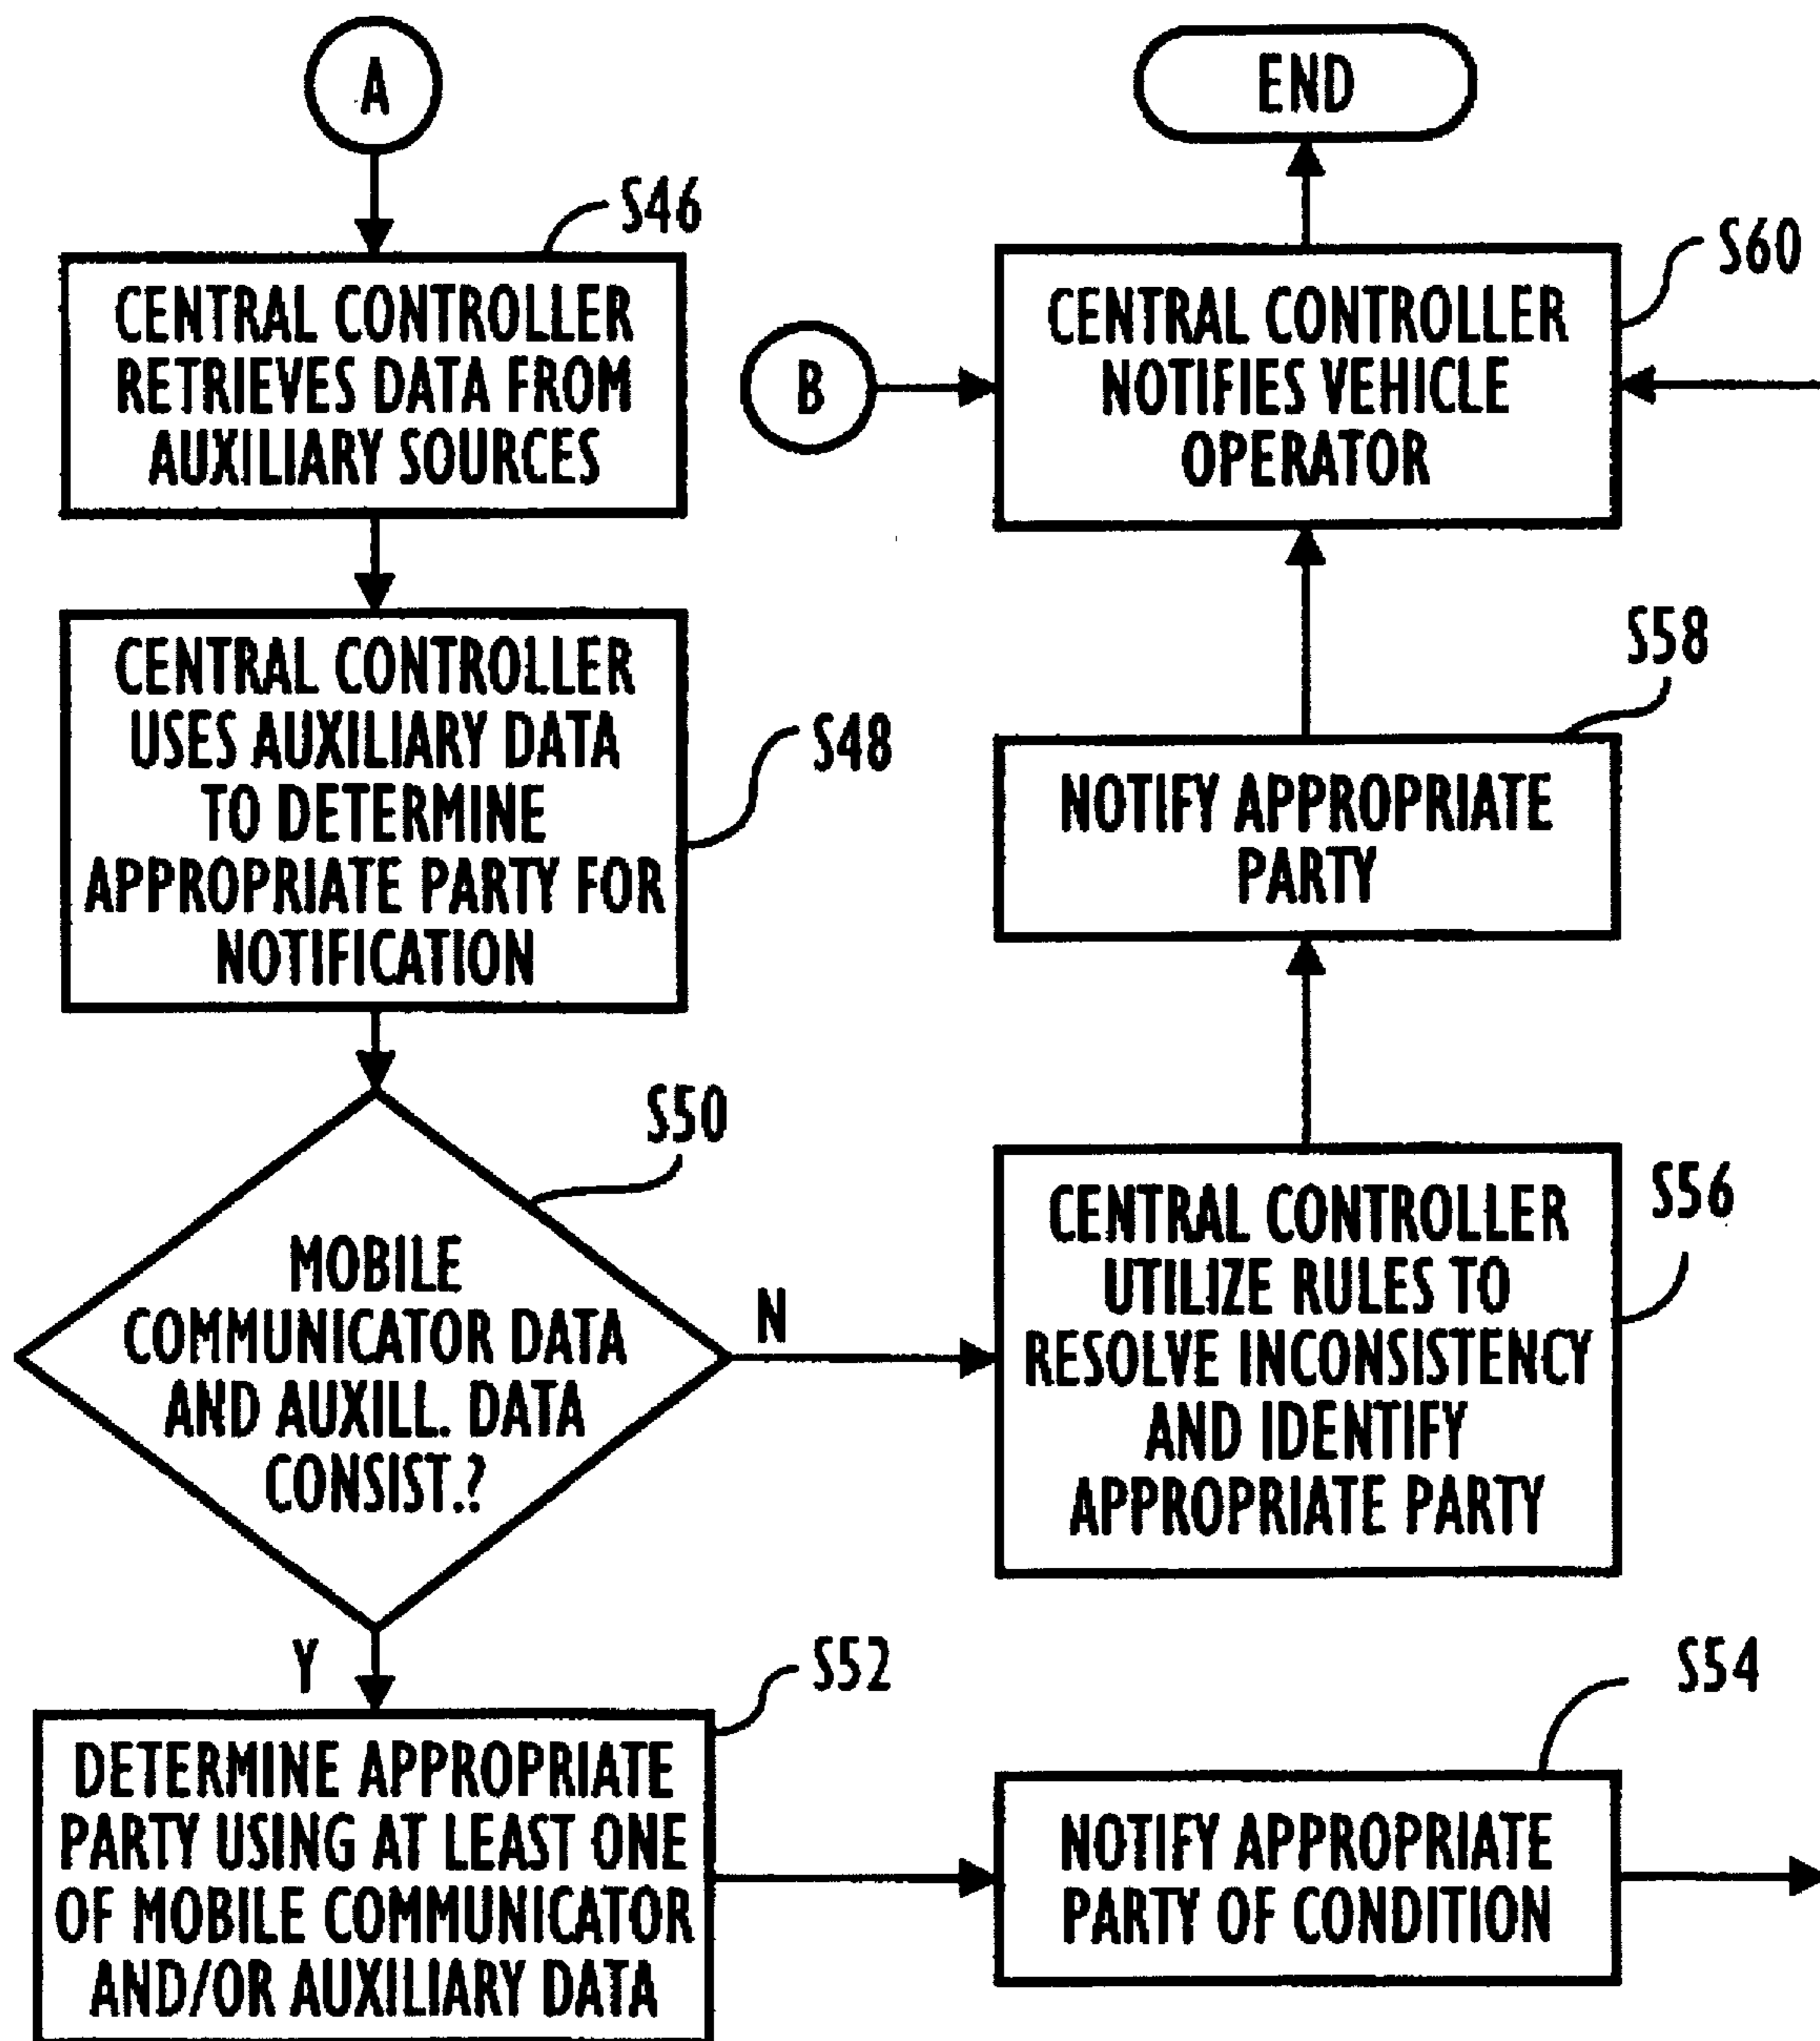 A
S46
CENTRAL CONTROLLER
RETRIEVES DATA FROM
AUXILIARY SOURCES
CENTRAL CONTROLLER
USES AUXILIARY DATA
TO DETERMINE
APPROPRIATE PARTY FOR
NOTIFICATION
S48
S50
MOBILE
COMMUNICATOR DATA
AND AUXILL. DATA
CONSIST.?
N
Y
S52
DETERMINE APPROPRIATE
PARTY USING AT LEAST ONE
OF MOBILE COMMUNICATOR
AND/OR AUXILIARY DATA
S54
NOTIFY APPROPRIATE
PARTY OF CONDITION
S56
CENTRAL CONTROLLER
UTILIZE RULES TO
RESOLVE INCONSISTENCY
AND IDENTIFY
APPROPRIATE PARTY
S58
NOTIFY APPROPRIATE
PARTY
B
S60
CENTRAL CONTROLLER
NOTIFIES VEHICLE
OPERATOR
END